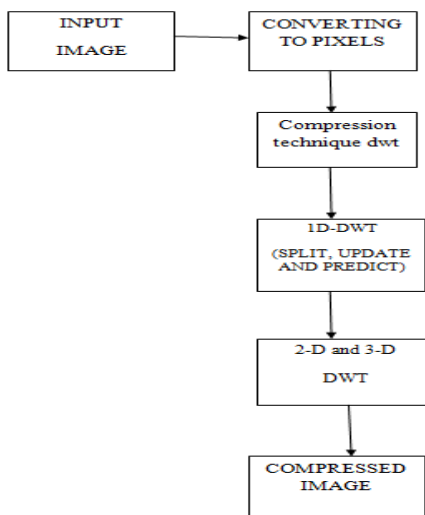 INPUT
IMAGE
CONVERTING
TO PIXELS
Compression
technique dwt
1D-DWT
(SPLIT, UPDATE
AND PREDICT)
2-D and 3-D
DWT
COMPRESSED
IMAGE